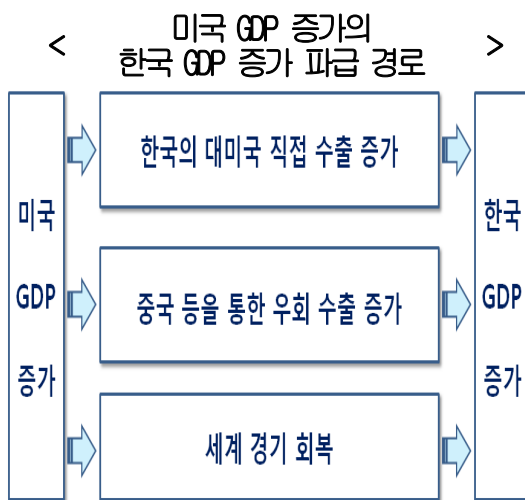 < 미국 GDP 증가의 >
한국 GDP 증가 파급 경로
미국
GDP
증가
한국의 대미국 직접 수출 증가
중국 등을 통한 우회 수출 증가
세계 경기 회복
한국
GDP
증가